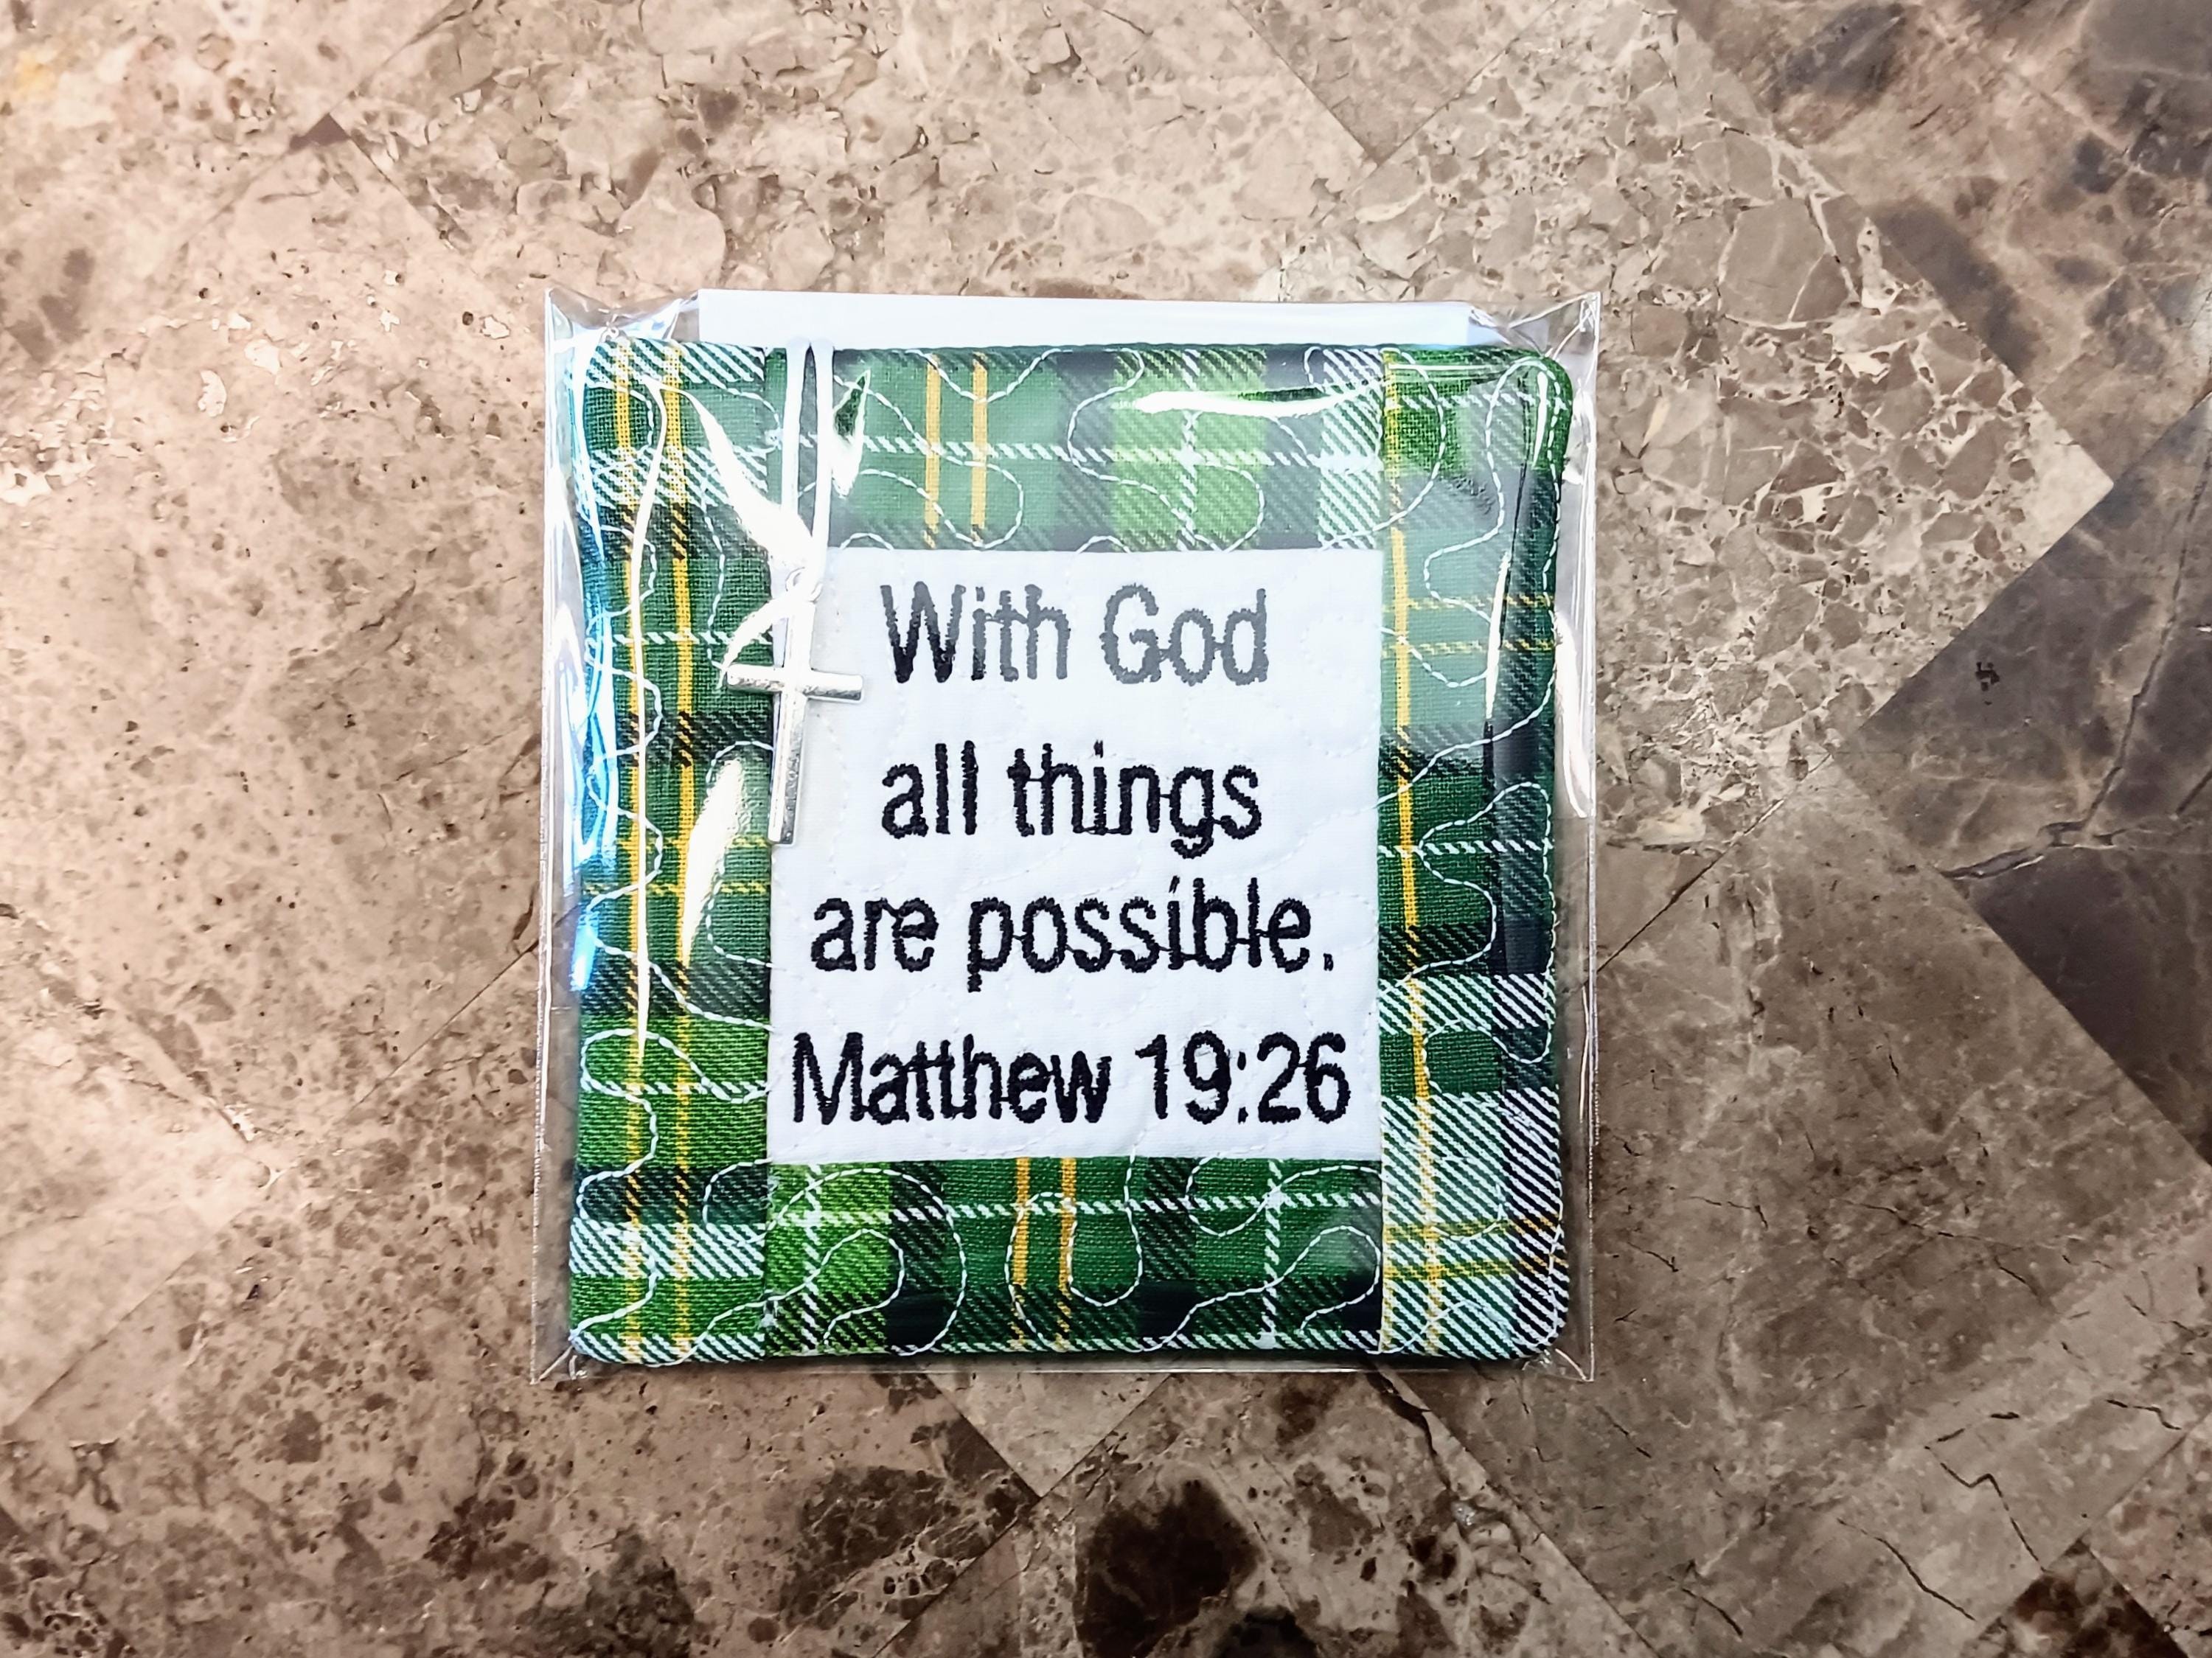 With God
all things
are possible.
Matthew 19:26